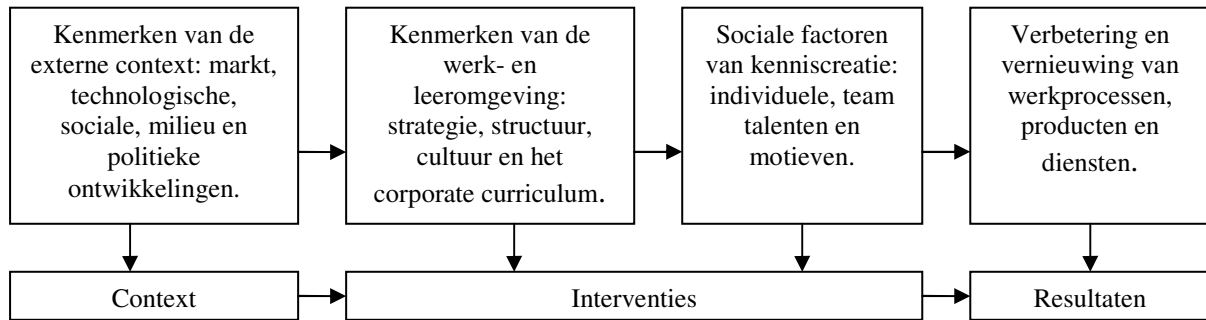 Kenmerken van de
externe context: markt,
technologische,
sociale, milieu en
politieke
ontwikkelingen.
Kenmerken van de
werk- en
leeromgeving:
strategie, structuur,
cultuur en het
corporate curriculum.
Sociale factoren
van kenniscreatie:
individuele, team
talenten en
motieven.
Verbetering en
vernieuwing van
werkprocessen,
producten en
diensten.
Context
Interventies
Resultaten